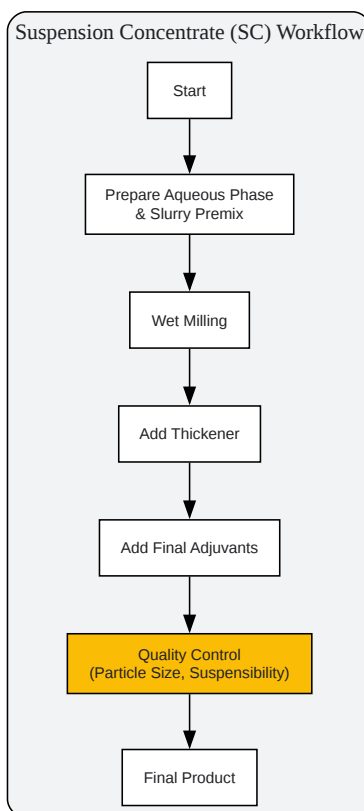 Suspension Concentrate (SC) Workflow
Start
Prepare Aqueous Phase
& Slurry Premix
Wet Milling
Add Thickener
Add Final Adjuvants
Quality Control
(Particle Size, Suspensibility)
Final Product